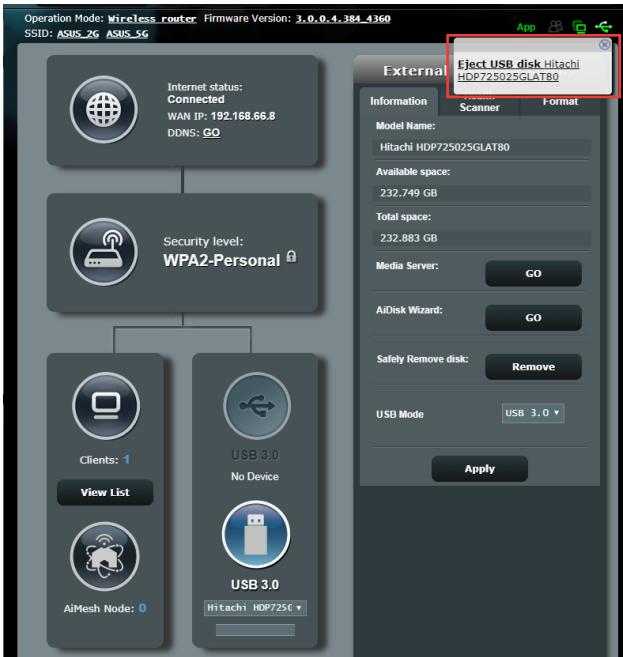 Operation Mode: Wireless router Firmware Version: 3.0.0.4.384_4360
SSID: ASUS_2G ASUS_5G
App
Eject USB disk Hitachi
HDP725025GLAT80
Internet status:
Connected
WAN IP: 192.168.66.8
DDNS: GO
Security level:
WPA2-Personal
Clients: 1
View List
AiMesh Node: 0
USB 3.0
No Device
USB 3.0
Hitachi HDP725(
External
Information
Scanner
Format
Model Name:
Hitachi HDP725025GLAT80
Available space:
232.749 GB
Total space:
232.883 GB
Media Server:
GO
AiDisk Wizard:
GO
Safely Remove disk:
Remove
USB Mode
USB 3.0
Apply